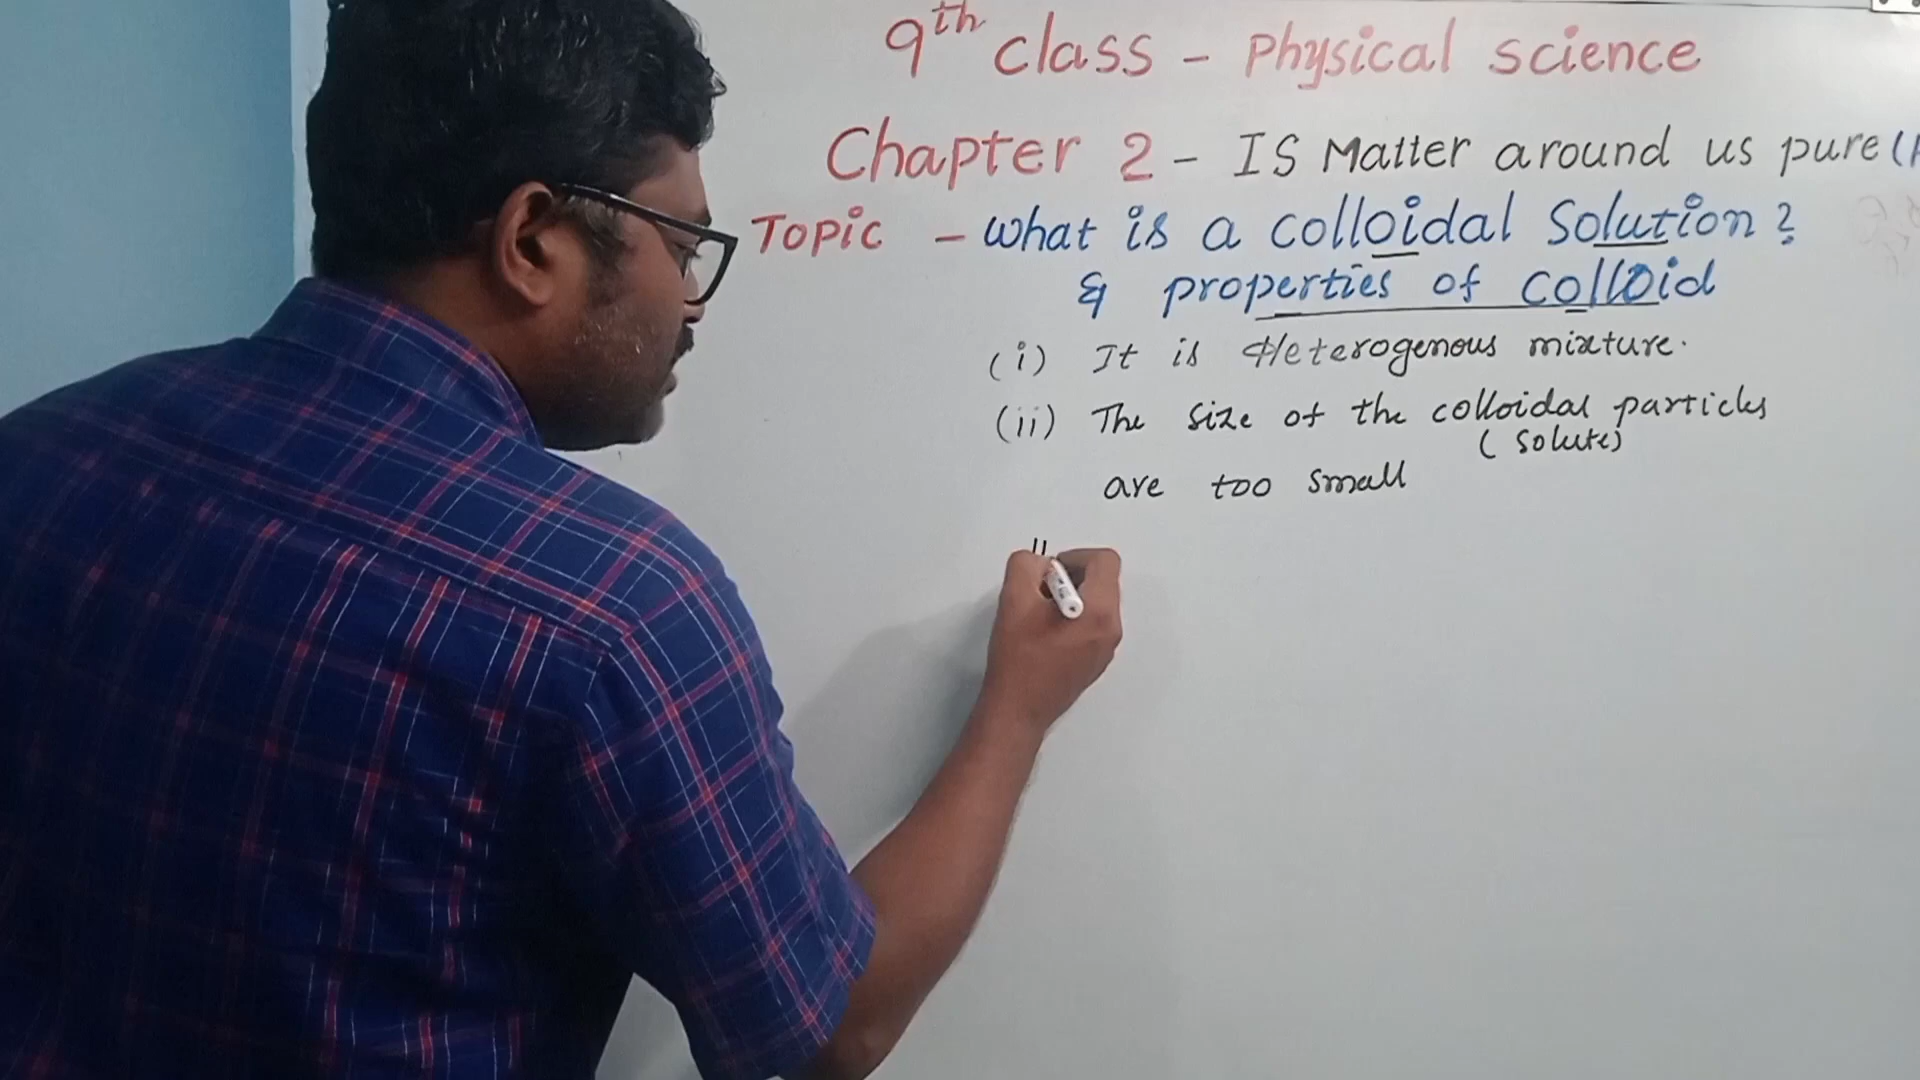 9th class - Physical science
Chapter 2 - IS Matter around us pure (
Topic - what is a colloidal Solution?
& properties of colloid
(i) It is Heterogenous mixture.
(ii) The Size of the colloidal particles
(Solute)
are too small